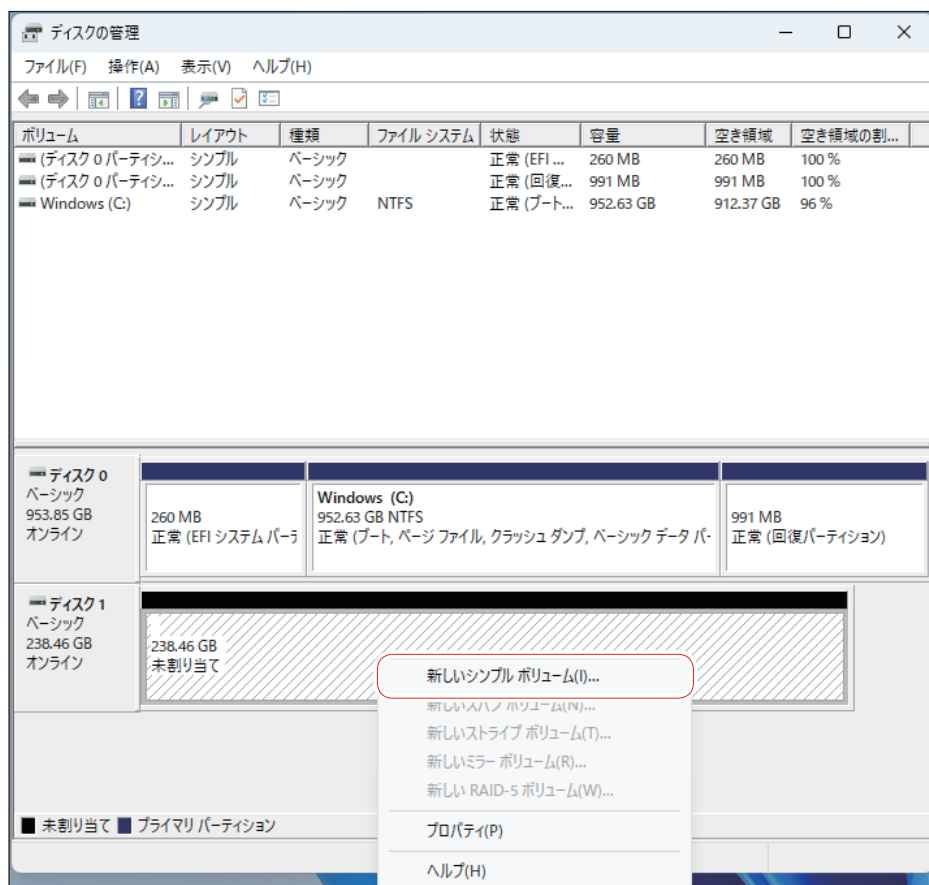 ディスクの管理
ファイル(F) 操作(A) 表示(V) ヘルプ(H)
ボリューム レイアウト 種類 ファイル システム 状態 容量 空き領域 空き領域の割...
(ディスク 0 パーティシ... シンプル ベーシック 正常 (EFI ... 260 MB 260 MB 100 %
(ディスク 0 パーティシ... シンプル ベーシック 正常 (回復... 991 MB 991 MB 100 %
Windows (C:) シンプル ベーシック NTFS 正常 (ブート... 952.63 GB 912.37 GB 96 %
ディスク 0
ベーシック
953.85 GB
オンライン
260 MB
正常 (EFI システム パーテ
Windows (C:)
952.63 GB NTFS
正常 (ブート, ページ ファイル, クラッシュ ダンプ, ベーシック データ パ
991 MB
正常 (回復パーティション)
ディスク 1
ベーシック
238.46 GB
オンライン
238.46 GB
未割り当て
新しいシンプル ボリューム(I)...
新しいスパン ボリューム(N)...
新しいストライプ ボリューム(T)...
新しいミラー ボリューム(R)...
新しい RAID-5 ボリューム(W)...
プロパティ(P)
ヘルプ(H)
未割り当て プライマリ パーティション